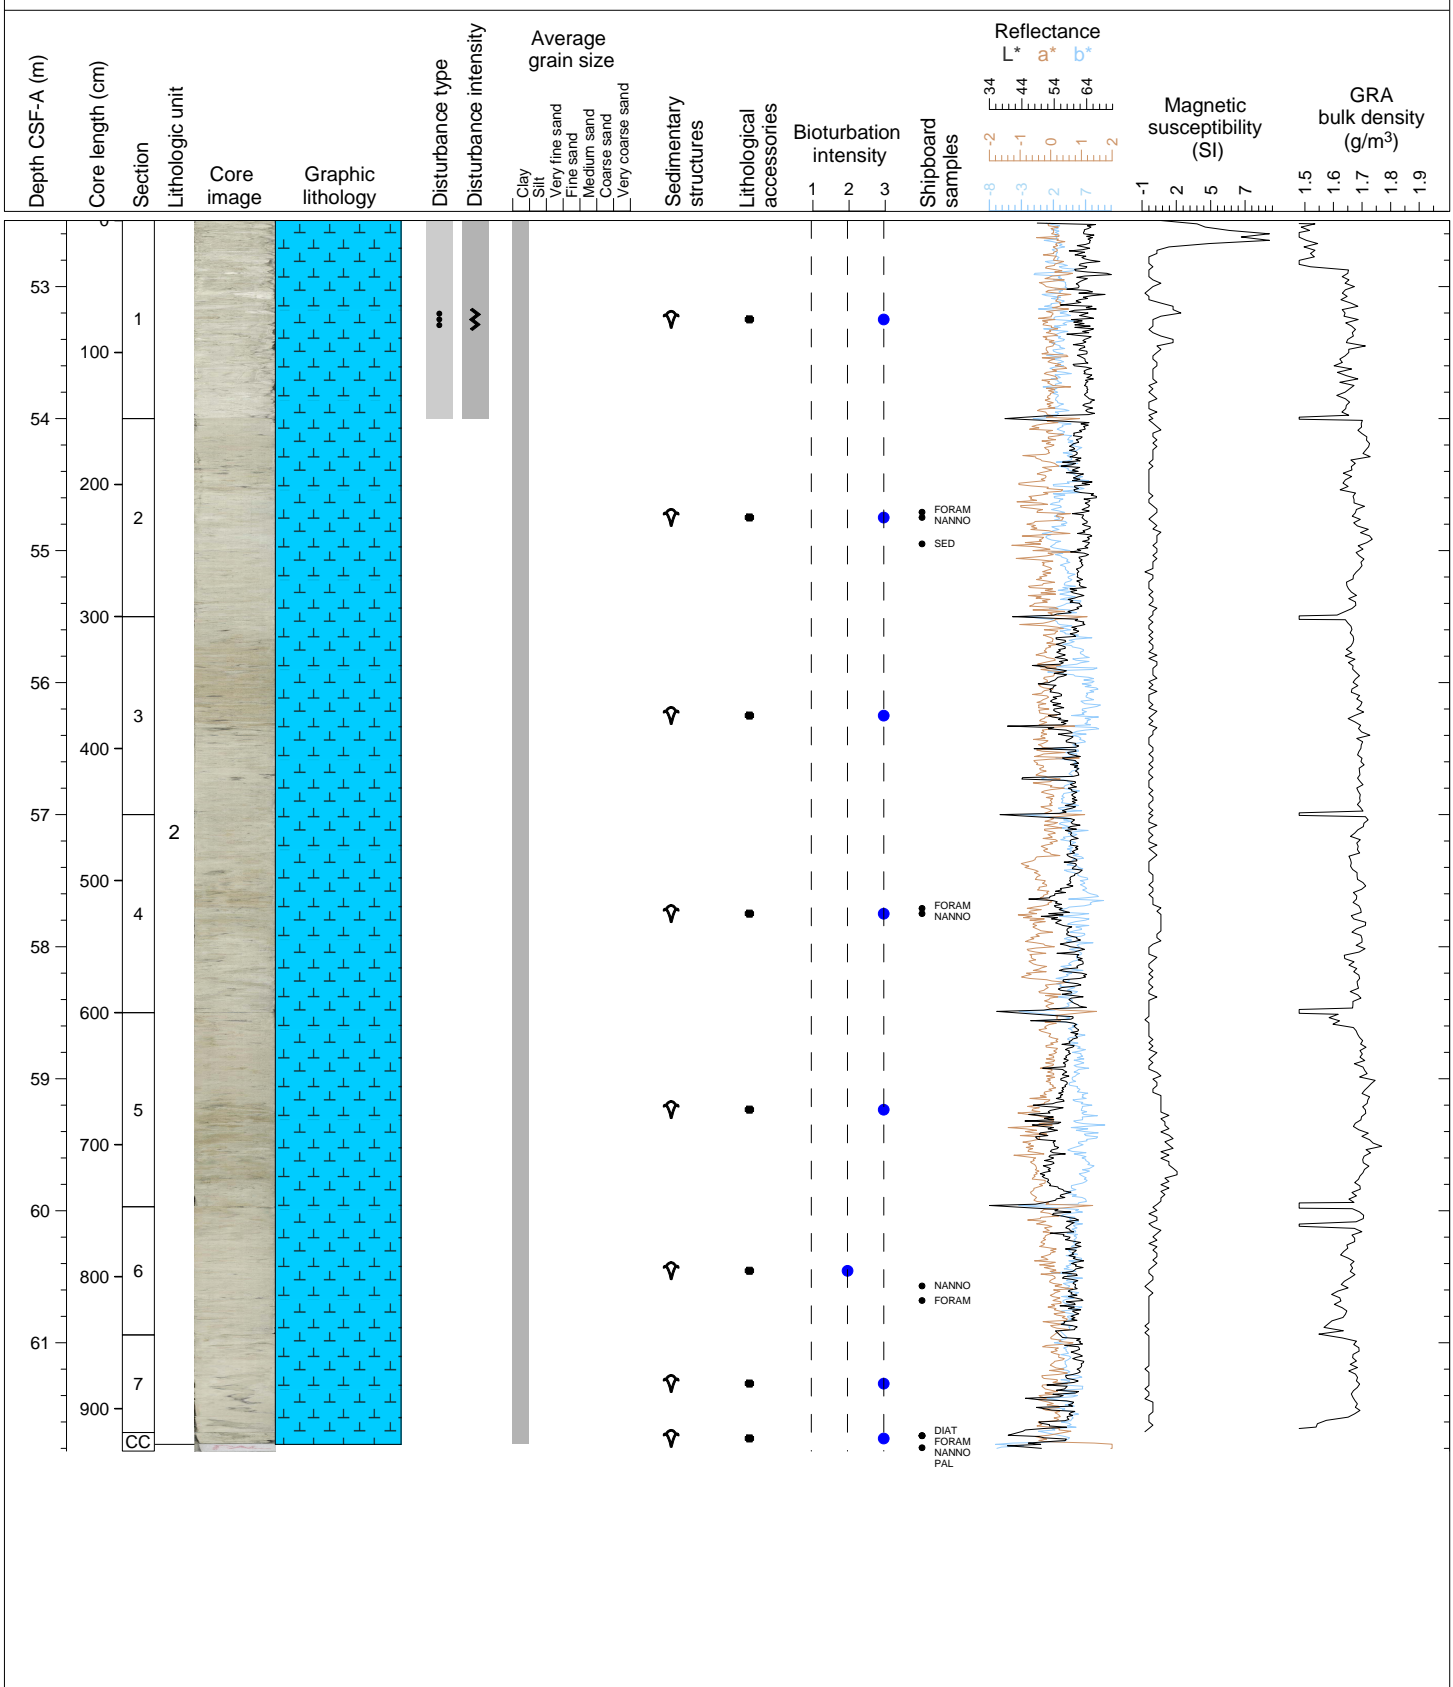 Depth CSF-A (m)
Core length (cm)
Section
Lithologic unit
Core
image
Graphic
lithology
Disturbance type
Disturbance intensity
Average
grain size
Clay
Silt
Very fine sand
Fine sand
Medium sand
Coarse sand
Very coarse sand
Sedimentary
structures
Lithological
accessories
Bioturbation
intensity
1 2 3
Shipboard
samples
Reflectance
L* a* b*
34 44 54 64
-2 -1 0 1 2
-8 -3 2 7
Magnetic
susceptibility
(SI)
-1 2 5 7
GRA
bulk density
(g/m³)
1.5 1.6 1.7 1.8 1.9
0
53
1
100
54
200
2
FORAM
NANNO
55
SED
300
56
3
400
57
2
500
4
FORAM
NANNO
58
600
59
5
700
60
6
800
NANNO
FORAM
61
7
900
CC
DIAT
FORAM
NANNO
PAL